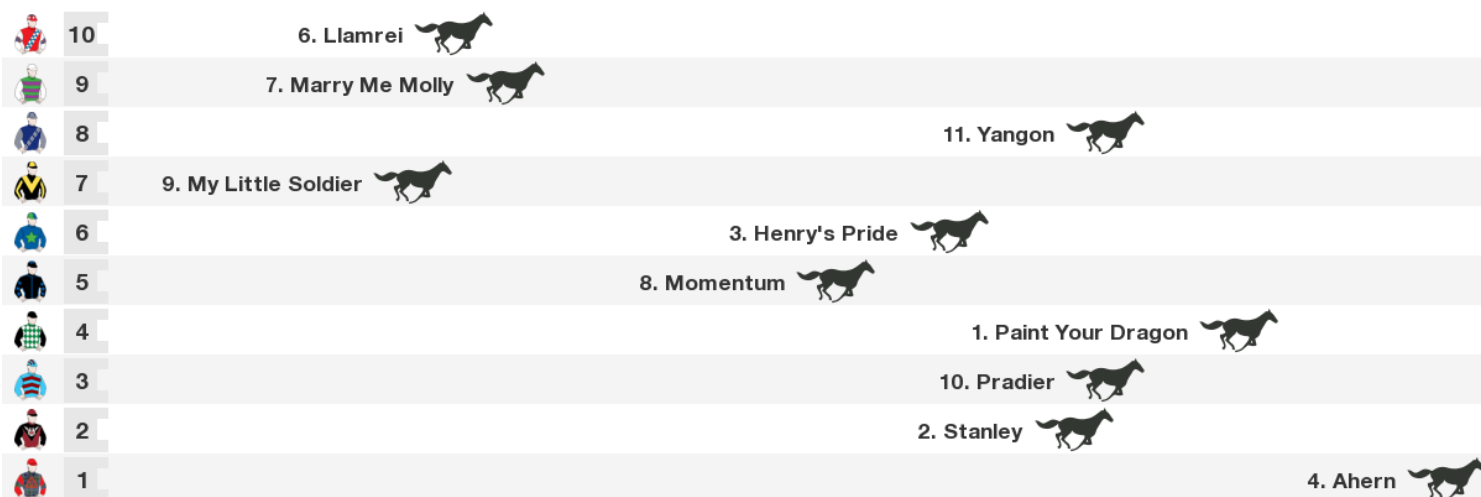 10 6. Llamrei
9 7. Marry Me Molly
8 11. Yangon
7 9. My Little Soldier
6 3. Henry's Pride
5 8. Momentum
4 1. Paint Your Dragon
3 10. Pradier
2 2. Stanley
1 4. Ahern